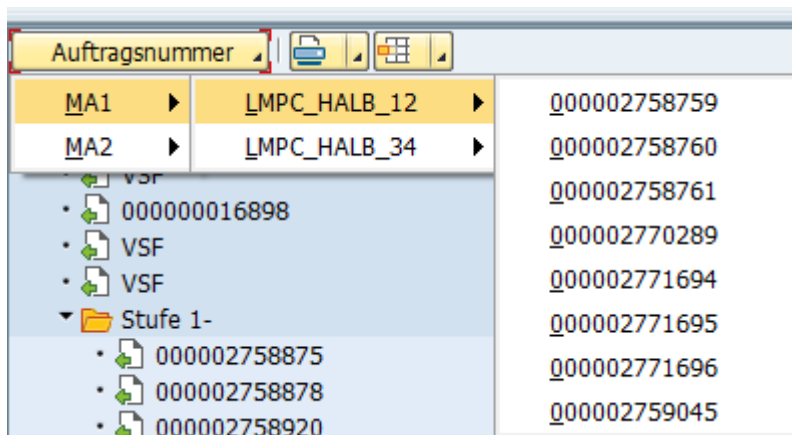 Auftragsnummer
MA1 LMPC_HALB_12
MA2 LMPC_HALB_34
000002758759
000002758760
000002758761
000002770289
000002771694
000002771695
000002771696
000002759045
VSF
000000016898
VSF
VSF
Stufe 1-
000002758875
000002758878
000002758920